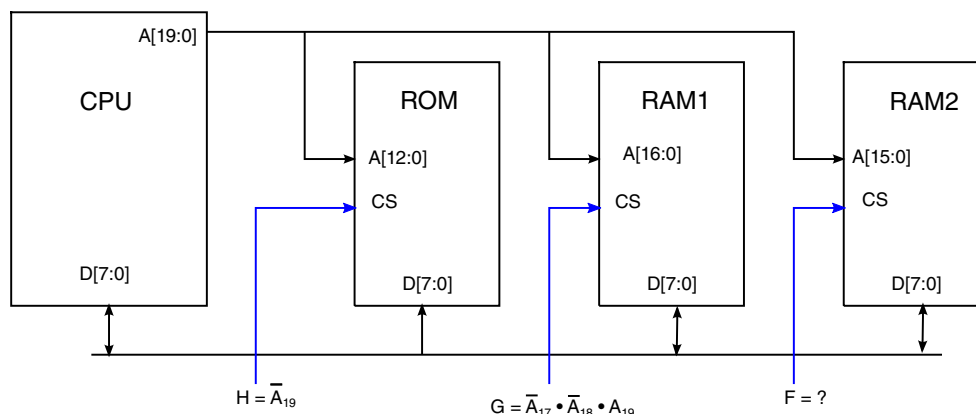 A[19:0]
CPU
ROM
RAM1
RAM2
A[12:0]
A[16:0]
A[15:0]
CS
CS
CS
D[7:0]
D[7:0]
D[7:0]
D[7:0]
H = A̅₁₉
G = A̅₁₇ • A̅₁₈ • A₁₉
F = ?